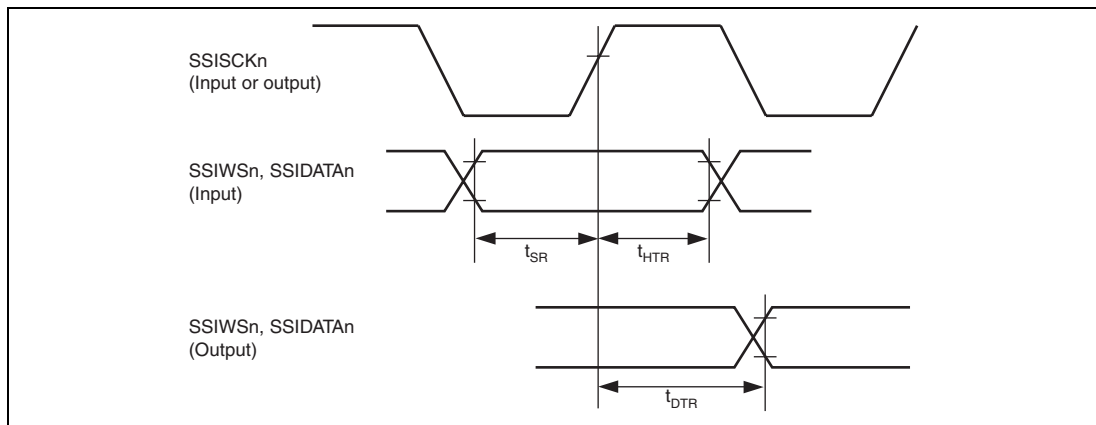 SSISCKn
(Input or output)
SSIWSn, SSIDATAn
(Input)
tSR
tHTR
SSIWSn, SSIDATAn
(Output)
tDTR